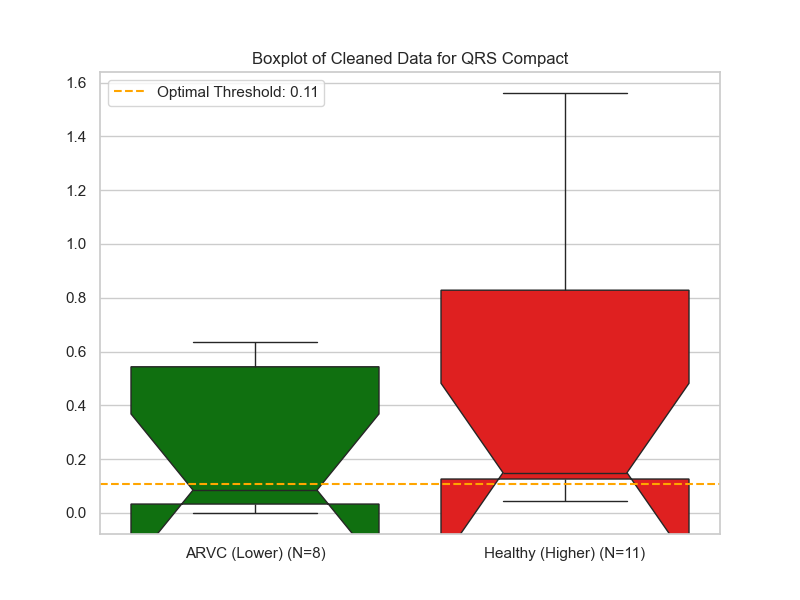 Boxplot of Cleaned Data for QRS Compact
Optimal Threshold: 0.11
1.6
1.4
1.2
1.0
0.8
0.6
0.4
0.2
0.0
ARVC (Lower) (N=8)
Healthy (Higher) (N=11)